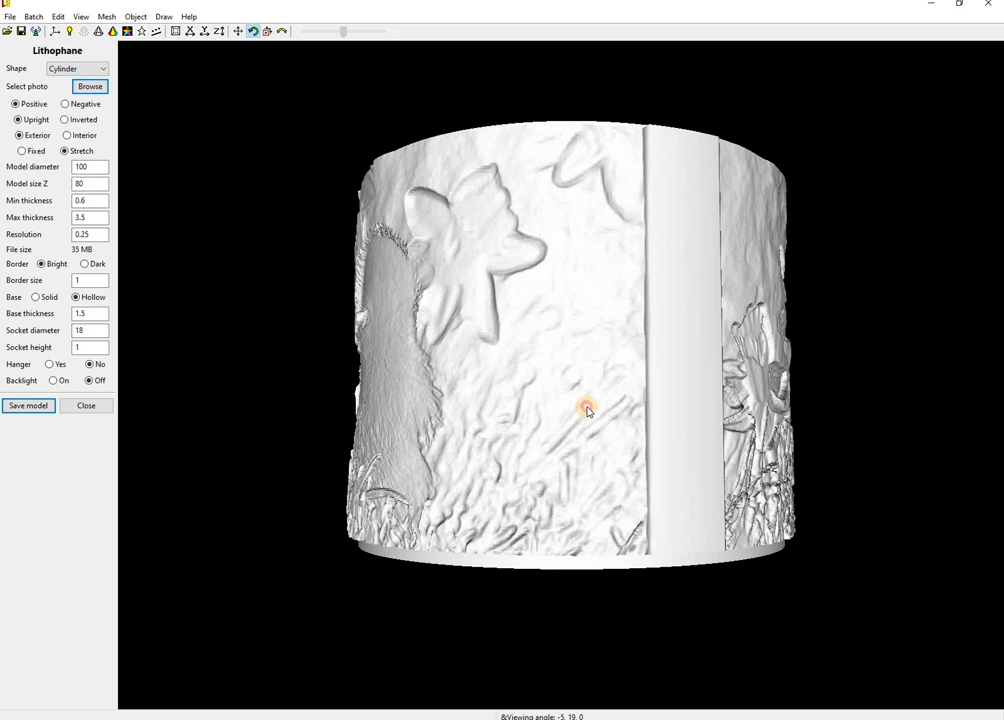 File Batch Edit View Mesh Object Draw Help
Lithophane
Shape Cylinder
Select photo Browse
Positive Negative
Upright Inverted
Exterior Interior
Fixed Stretch
Model diameter 100
Model size Z 80
Min thickness 0.6
Max thickness 3.5
Resolution 0.25
File size 35 MB
Border Bright Dark
Border size 1
Base Solid Hollow
Base thickness 1.5
Socket diameter 18
Socket height 1
Hanger Yes No
Backlight On Off
Save model Close
&Viewing angle: -5, 19, 0